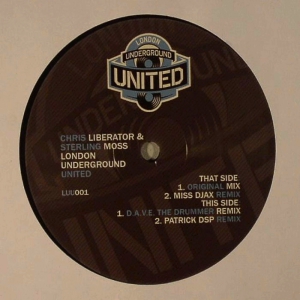 LONDON
UNDERGROUND
UNITED
CHRIS LIBERATOR &
STERLING MOSS
LONDON
UNDERGROUND
UNITED
LUU001
THAT SIDE
1. ORIGINAL MIX
2. MISS DJAX REMIX
THIS SIDE
1. D.A.V.E. THE DRUMMER REMIX
2. PATRICK DSP REMIX